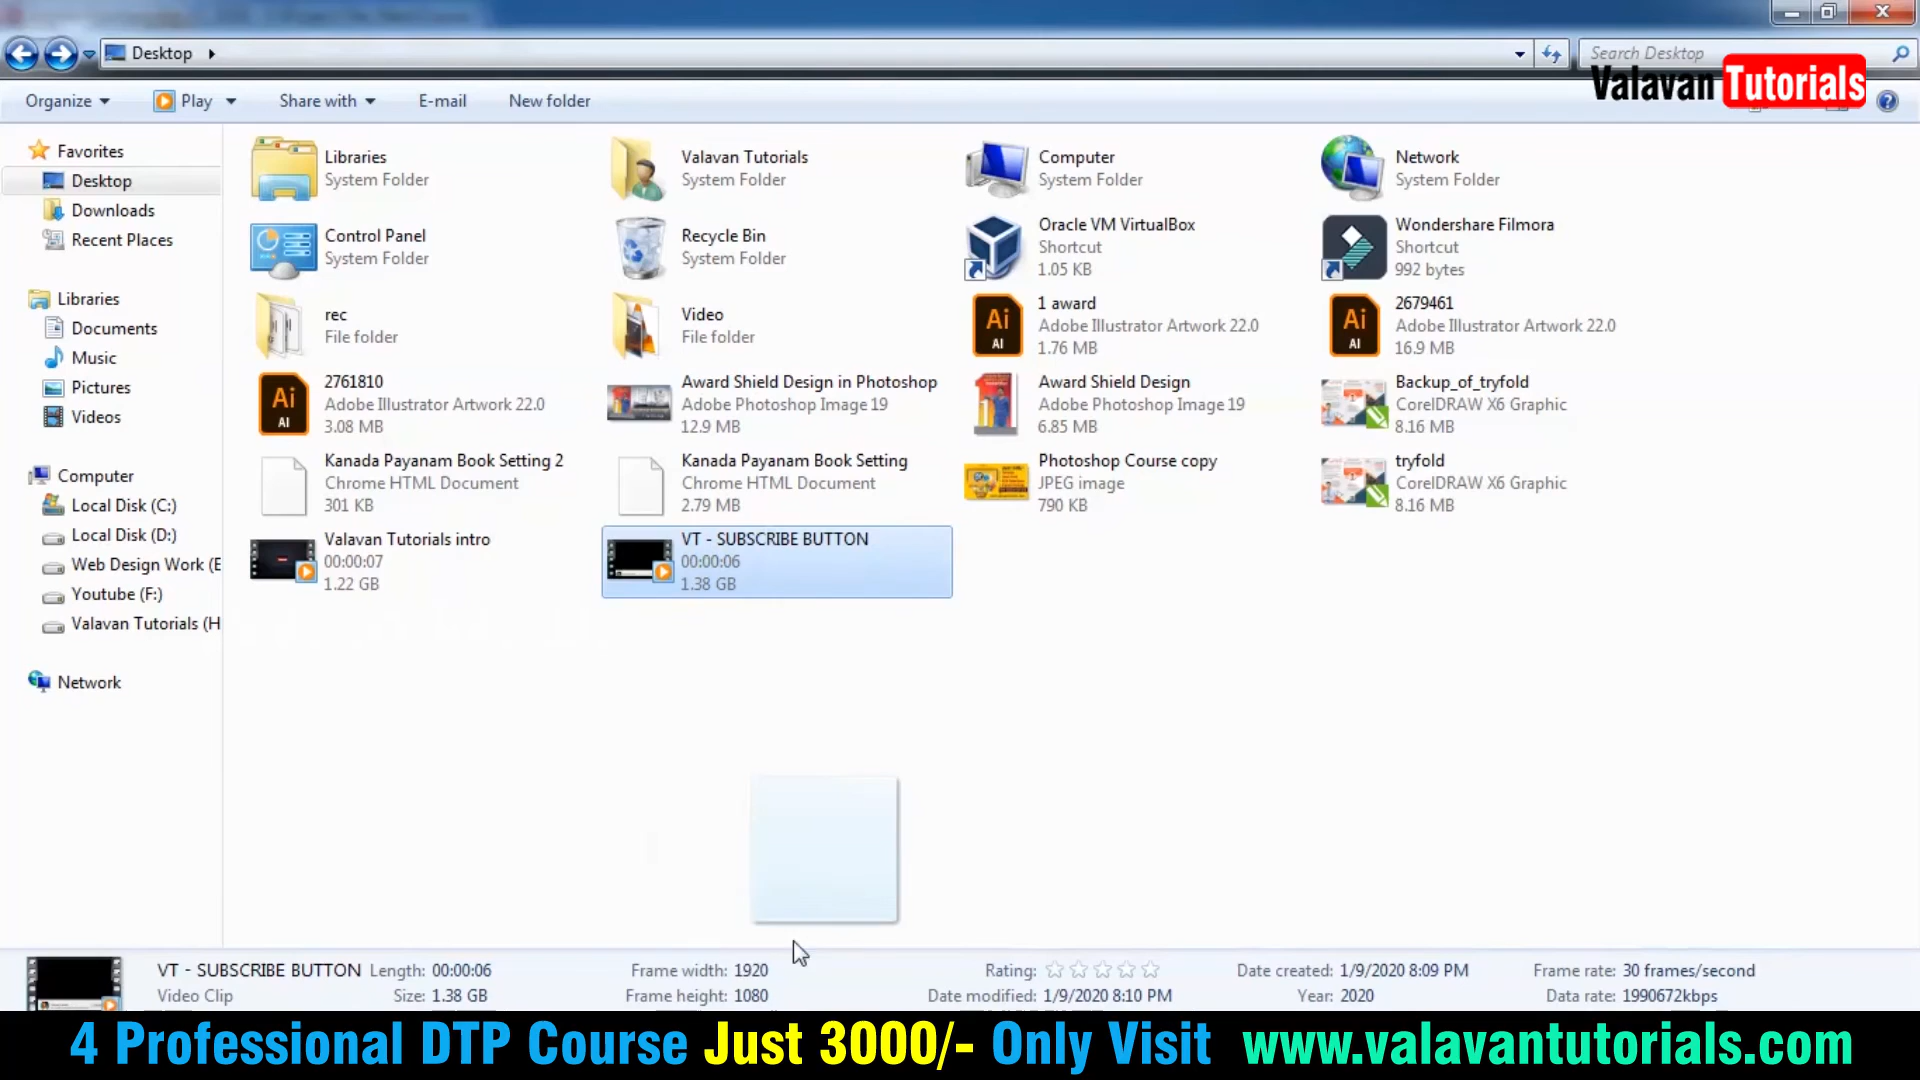 Desktop
Search Desktop
Valavan Tutorials
Organize
Play
Share with
E-mail
New folder
Favorites
Desktop
Downloads
Recent Places
Libraries
Documents
Music
Pictures
Videos
Computer
Local Disk (C:)
Local Disk (D:)
Web Design Work (E
Youtube (F:)
Valavan Tutorials (H
Network
Libraries
System Folder
Valavan Tutorials
System Folder
Computer
System Folder
Network
System Folder
Control Panel
System Folder
Recycle Bin
System Folder
Oracle VM VirtualBox
Shortcut
1.05 KB
Wondershare Filmora
Shortcut
992 bytes
rec
File folder
Video
File folder
Ai
AI
1 award
Adobe Illustrator Artwork 22.0
1.76 MB
Ai
AI
2679461
Adobe Illustrator Artwork 22.0
16.9 MB
Ai
AI
2761810
Adobe Illustrator Artwork 22.0
3.08 MB
Award Shield Design in Photoshop
Adobe Photoshop Image 19
12.9 MB
Award Shield Design
Adobe Photoshop Image 19
6.85 MB
Backup_of_tryfold
CorelDRAW X6 Graphic
8.16 MB
Kanada Payanam Book Setting 2
Chrome HTML Document
301 KB
Kanada Payanam Book Setting
Chrome HTML Document
2.79 MB
Photoshop Course copy
JPEG image
790 KB
tryfold
CorelDRAW X6 Graphic
8.16 MB
Valavan Tutorials intro
00:00:07
1.22 GB
VT - SUBSCRIBE BUTTON
00:00:06
1.38 GB
VT - SUBSCRIBE BUTTON Length: 00:00:06 Frame width: 1920 Rating: Date created: 1/9/2020 8:09 PM Frame rate: 30 frames/second
Video Clip Size: 1.38 GB Frame height: 1080 Date modified: 1/9/2020 8:10 PM Year: 2020 Data rate: 1990672kbps
4 Professional DTP Course Just 3000/- Only Visit www.valavantutorials.com